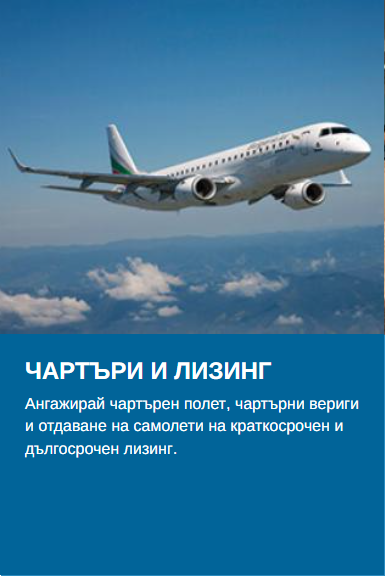 ЧАРТЪРИ И ЛИЗИНГ
Ангажирай чартърен полет, чартърни вериги
и отдаване на самолети на краткосрочен и
дългосрочен лизинг.